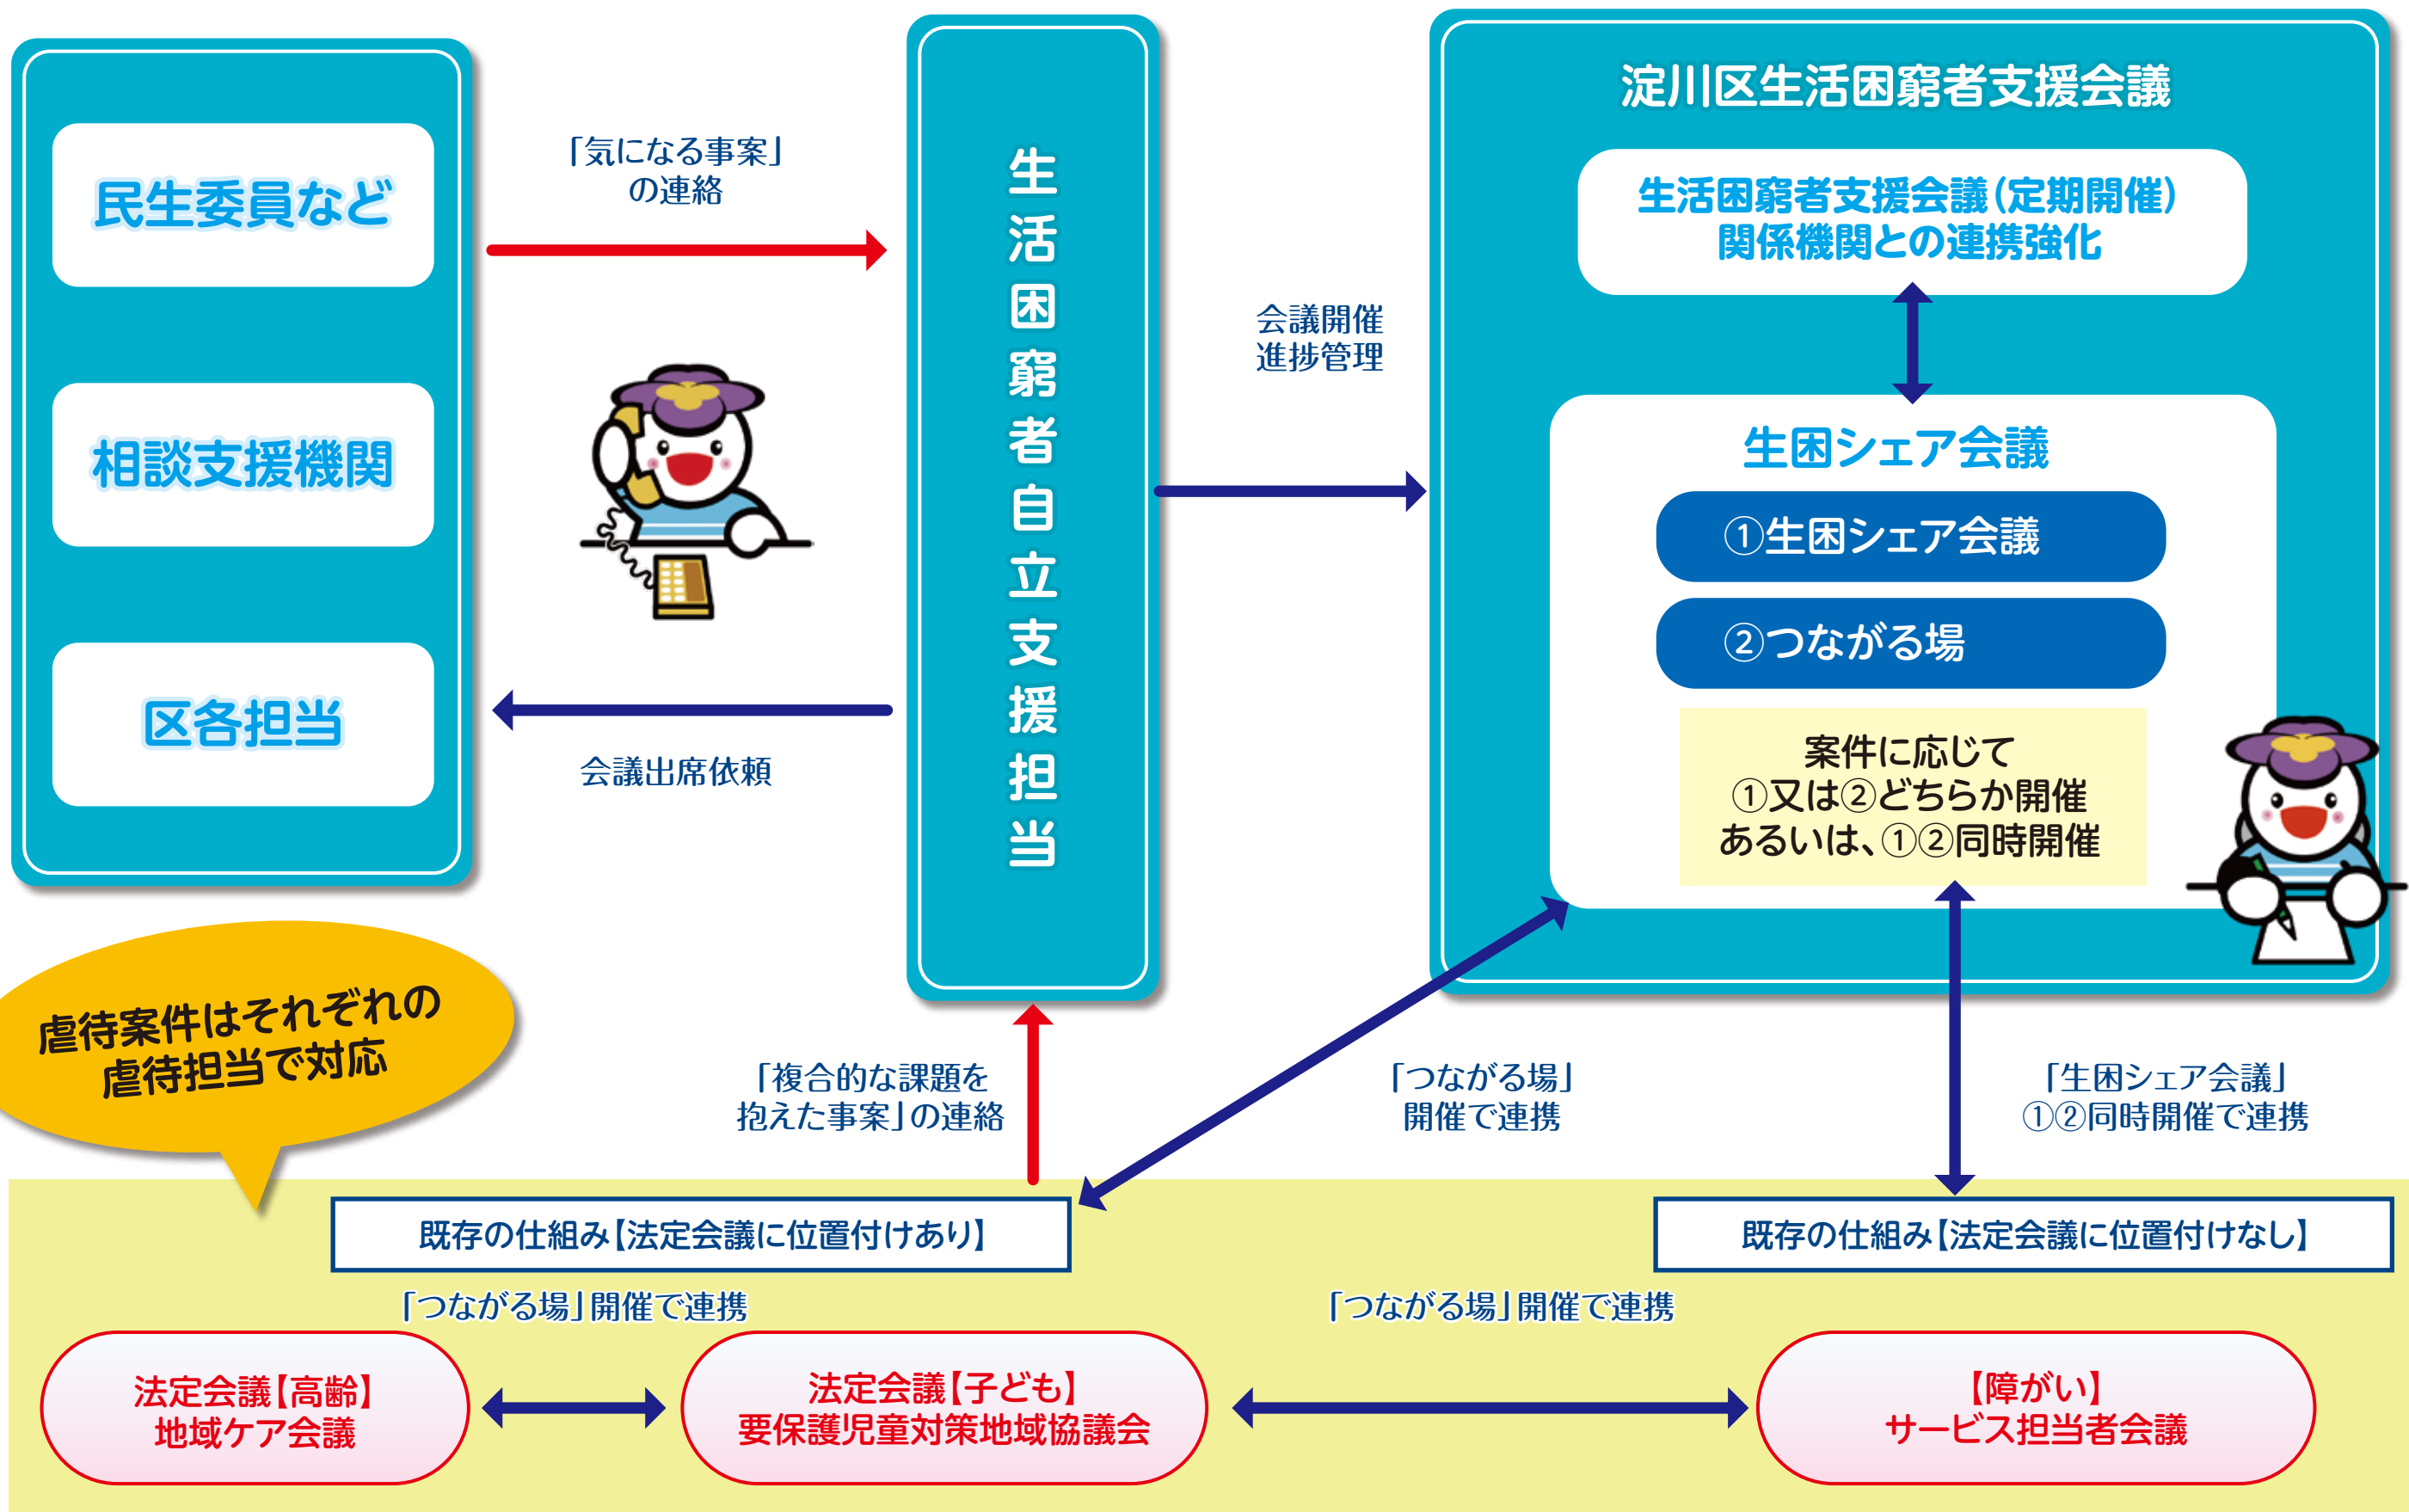 民生委員など
相談支援機関
区各担当
「気になる事案」
の連絡
会議出席依頼
生活困窮者自立支援担当
会議開催
進捗管理
淀川区生活困窮者支援会議
生活困窮者支援会議（定期開催）
関係機関との連携強化
生困シェア会議
①生困シェア会議
②つながる場
案件に応じて
①又は②どちらか開催
あるいは、①②同時開催
虐待案件はそれぞれの
虐待担当で対応
「複合的な課題を
抱えた事案」の連絡
「つながる場」
開催で連携
「生困シェア会議」
①②同時開催で連携
既存の仕組み【法定会議に位置付けあり】
既存の仕組み【法定会議に位置付けなし】
「つながる場」開催で連携
「つながる場」開催で連携
法定会議【高齢】
地域ケア会議
法定会議【子ども】
要保護児童対策地域協議会
【障がい】
サービス担当者会議